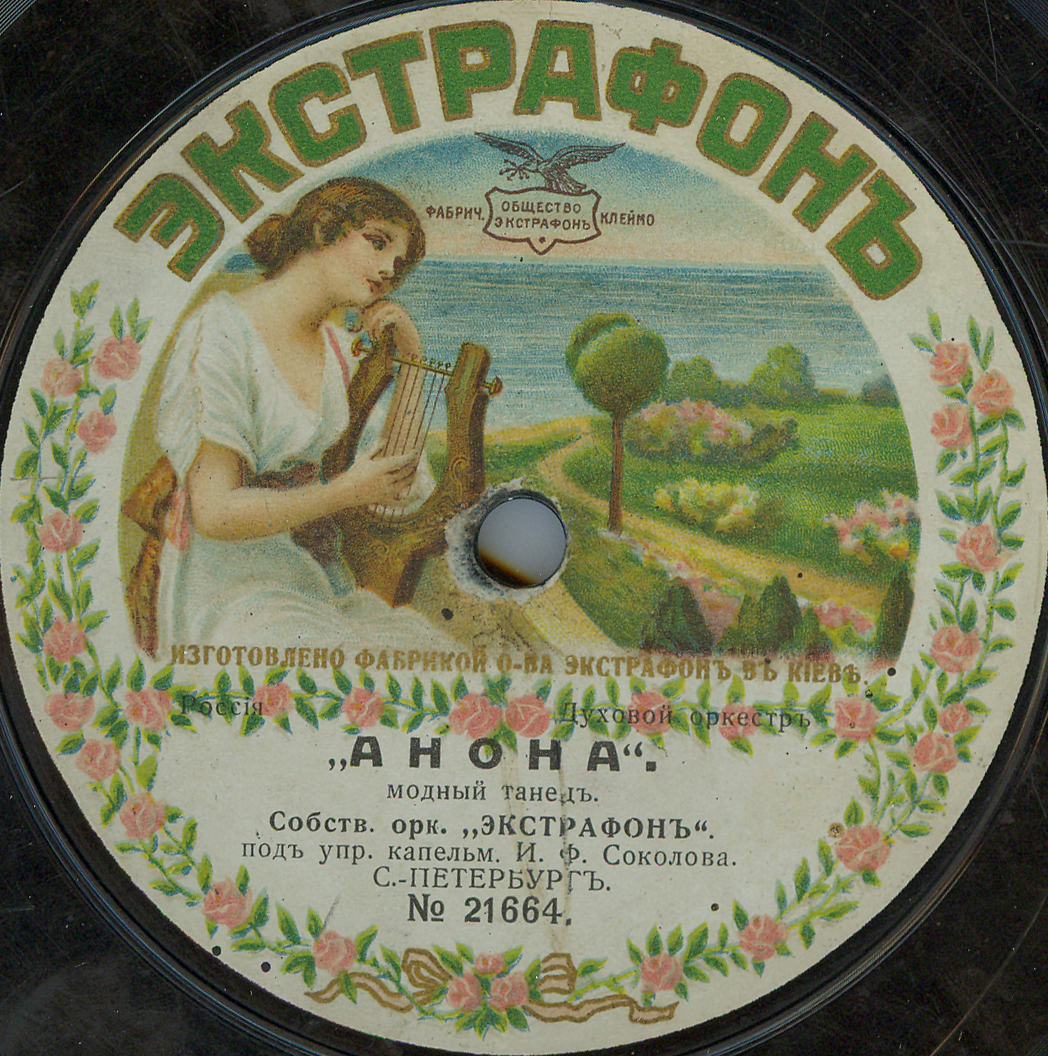 ЭКСТРАФОНЪ
ФАБРИЧ. ОБЩЕСТВО ЭКСТРАФОНЪ КЛЕЙМО
ИЗГОТОВЛЕНО ФАБРИКОЙ О-ВА ЭКСТРАФОНЪ ВЪ КІЕВѢ.
Россія Духовой оркестръ
„АНОНА“.
модный танецъ.
Собств. орк. „ЭКСТРАФОНЪ“.
подъ упр. капельм. И. Ф. Соколова.
С.-ПЕТЕРБУРГЪ.
№ 21664.